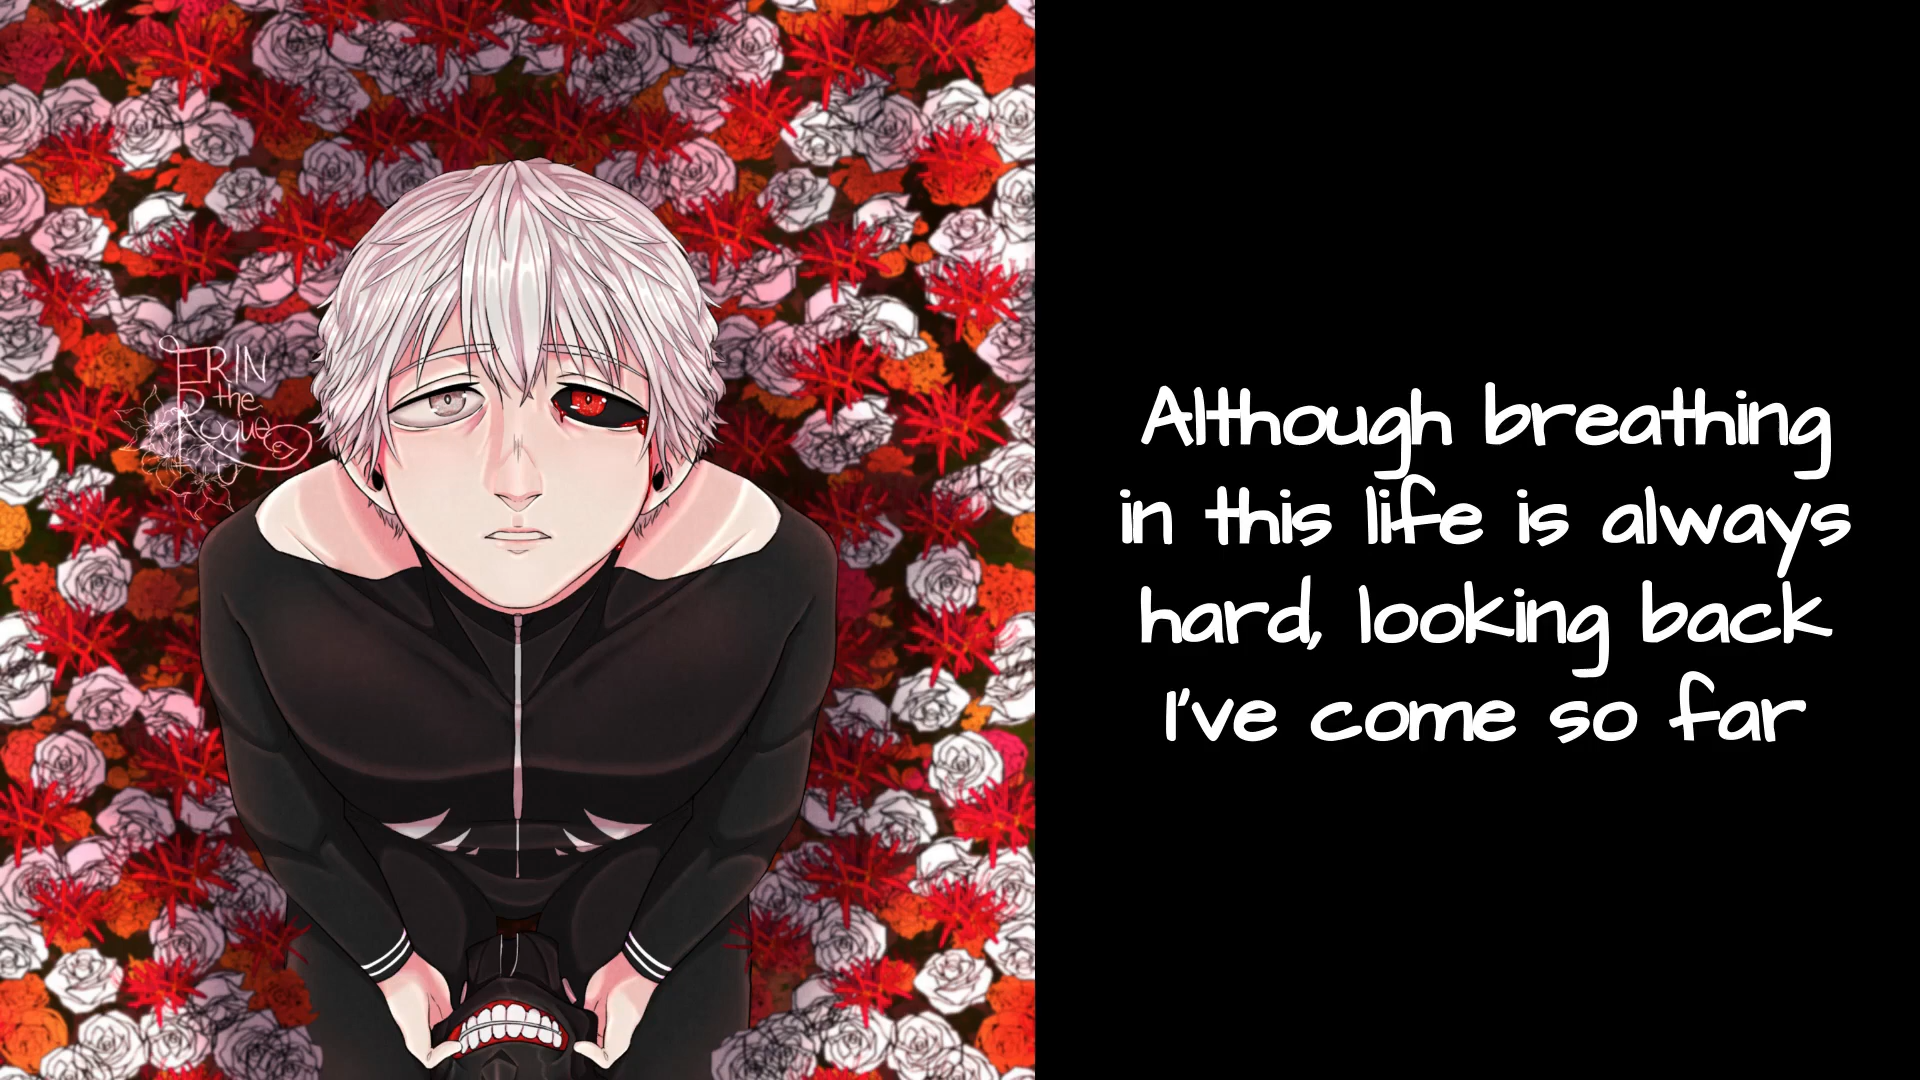 ERIN
the
Rogue
Although breathing
in this life is always
hard, looking back
I've come so far